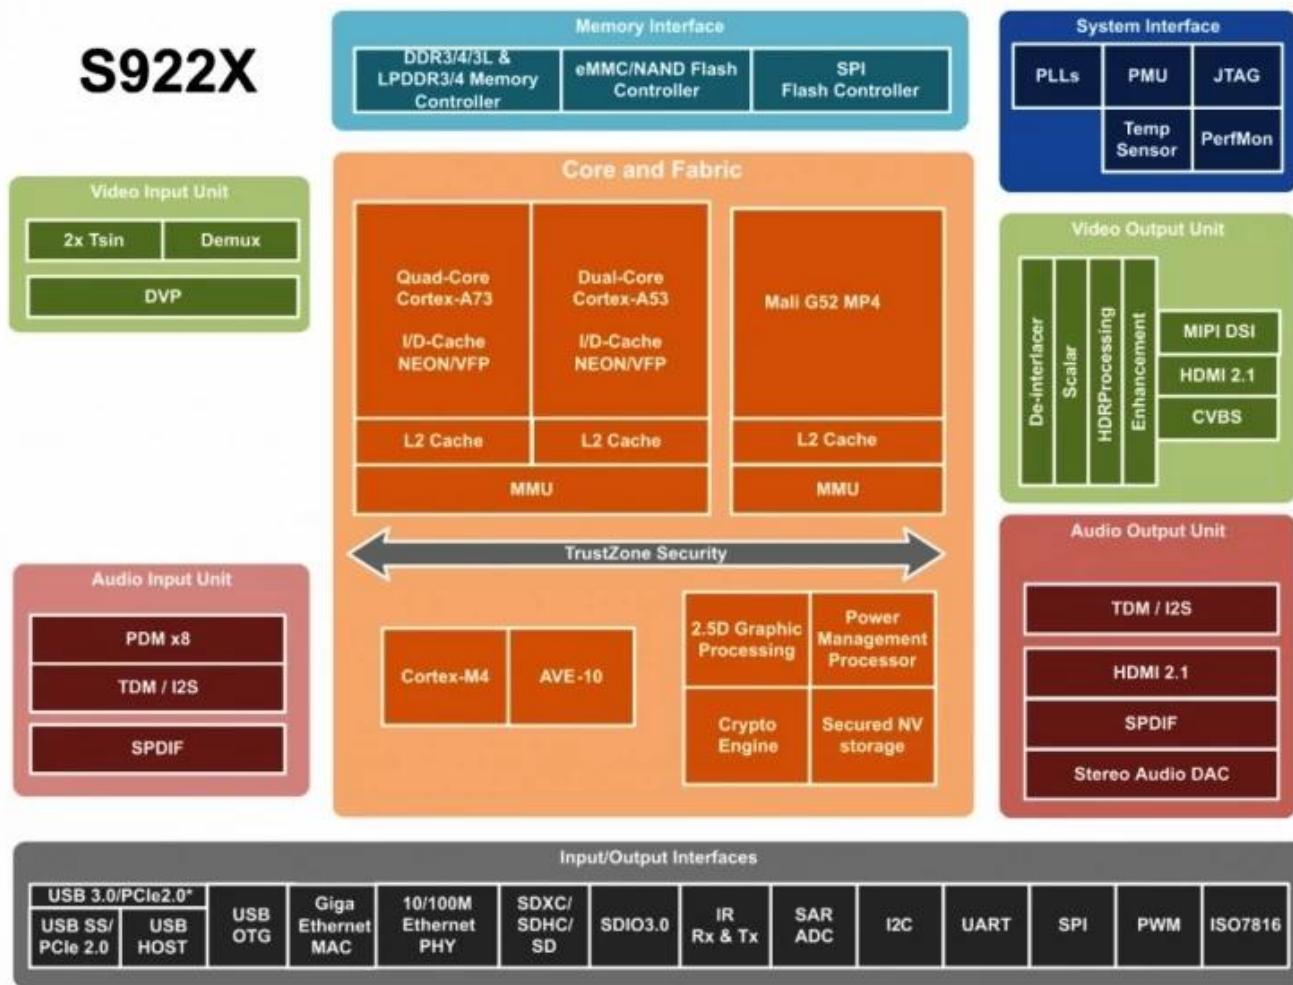 S922X
Memory Interface
DDR3/4/3L &
LPDDR3/4 Memory
Controller
eMMC/NAND Flash
Controller
SPI
Flash Controller
System Interface
PLLs
PMU
JTAG
Temp
Sensor
PerfMon
Video Input Unit
2x Tsin
Demux
DVP
Core and Fabric
Quad-Core
Cortex-A73
I/D-Cache
NEON/VFP
Dual-Core
Cortex-A53
I/D-Cache
NEON/VFP
Mali G52 MP4
L2 Cache
L2 Cache
L2 Cache
MMU
MMU
TrustZone Security
Cortex-M4
AVE-10
2.5D Graphic
Processing
Power
Management
Processor
Crypto
Engine
Secured NV
storage
Video Output Unit
De-interlacer
Scalar
HDRProcessing
Enhancement
MIPI DSI
HDMI 2.1
CVBS
Audio Input Unit
PDM x8
TDM / I2S
SPDIF
Audio Output Unit
TDM / I2S
HDMI 2.1
SPDIF
Stereo Audio DAC
Input/Output Interfaces
USB 3.0/PCIe2.0*
USB SS/
PCIe 2.0
USB
HOST
USB
OTG
Giga
Ethernet
MAC
10/100M
Ethernet
PHY
SDXC/
SDHC/
SD
SDIO3.0
IR
Rx & Tx
SAR
ADC
I2C
UART
SPI
PWM
ISO7816